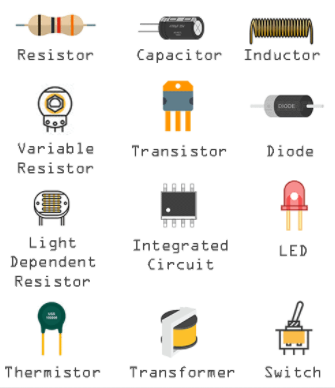 Resistor
Capacitor
Inductor
Variable
Resistor
Transistor
DIODE
Diode
Light
Dependent
Resistor
Integrated
Circuit
LED
Thermistor
Transformer
Switch